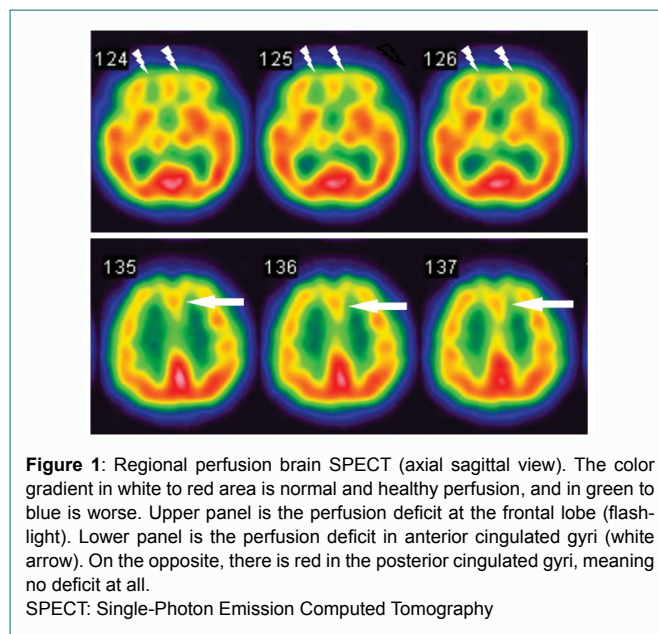 124 125 126
135 136 137
Figure 1: Regional perfusion brain SPECT (axial sagittal view). The color
gradient in white to red area is normal and healthy perfusion, and in green to
blue is worse. Upper panel is the perfusion deficit at the frontal lobe (flash-
light). Lower panel is the perfusion deficit in anterior cingulated gyri (white
arrow). On the opposite, there is red in the posterior cingulated gyri, meaning
no deficit at all.
SPECT: Single-Photon Emission Computed Tomography